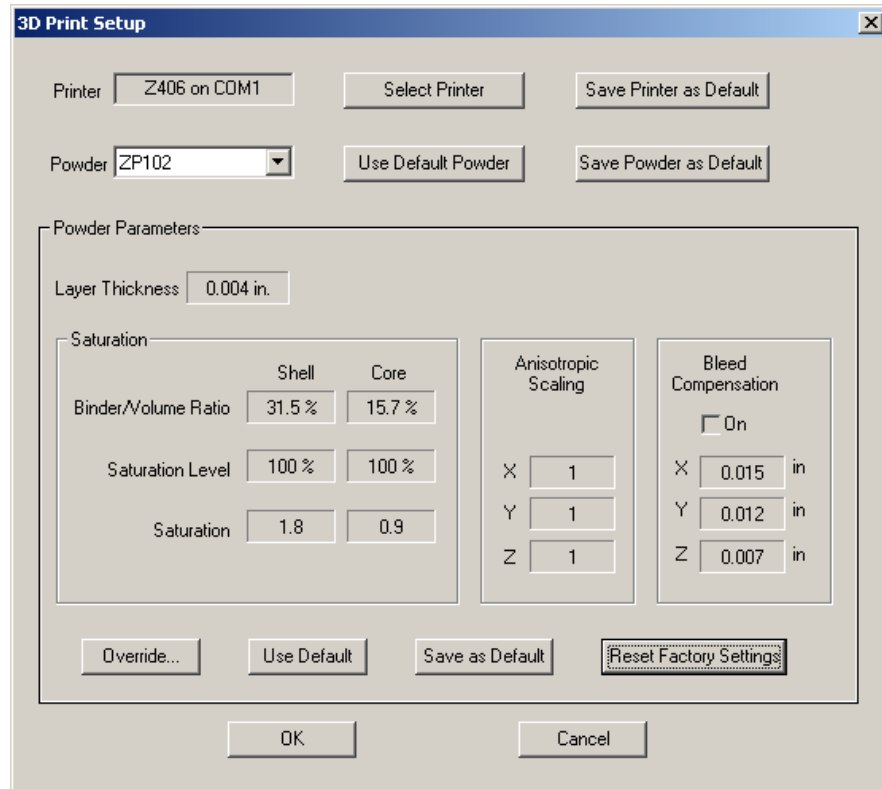 3D Print Setup
Printer Z406 on COM1 Select Printer Save Printer as Default
Powder ZP102 Use Default Powder Save Powder as Default
Powder Parameters
Layer Thickness 0.004 in.
Saturation
Shell Core
Binder/Volume Ratio 31.5 % 15.7 %
Saturation Level 100 % 100 %
Saturation 1.8 0.9
Anisotropic
Scaling
X 1
Y 1
Z 1
Bleed
Compensation
On
X 0.015 in
Y 0.012 in
Z 0.007 in
Override... Use Default Save as Default Reset Factory Settings
OK Cancel